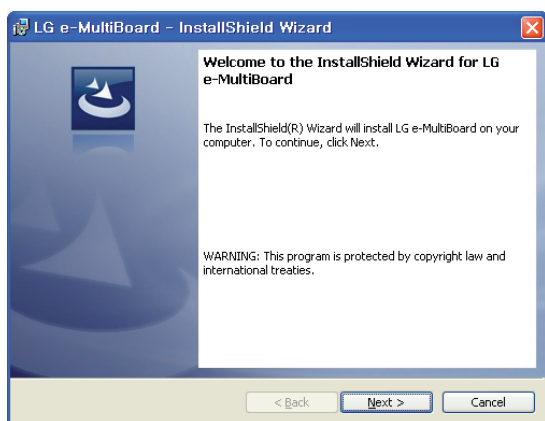 LG e-MultiBoard - InstallShield Wizard
Welcome to the InstallShield Wizard for LG
e-MultiBoard
The InstallShield(R) Wizard will install LG e-MultiBoard on your
computer. To continue, click Next.
WARNING: This program is protected by copyright law and
international treaties.
< Back Next > Cancel